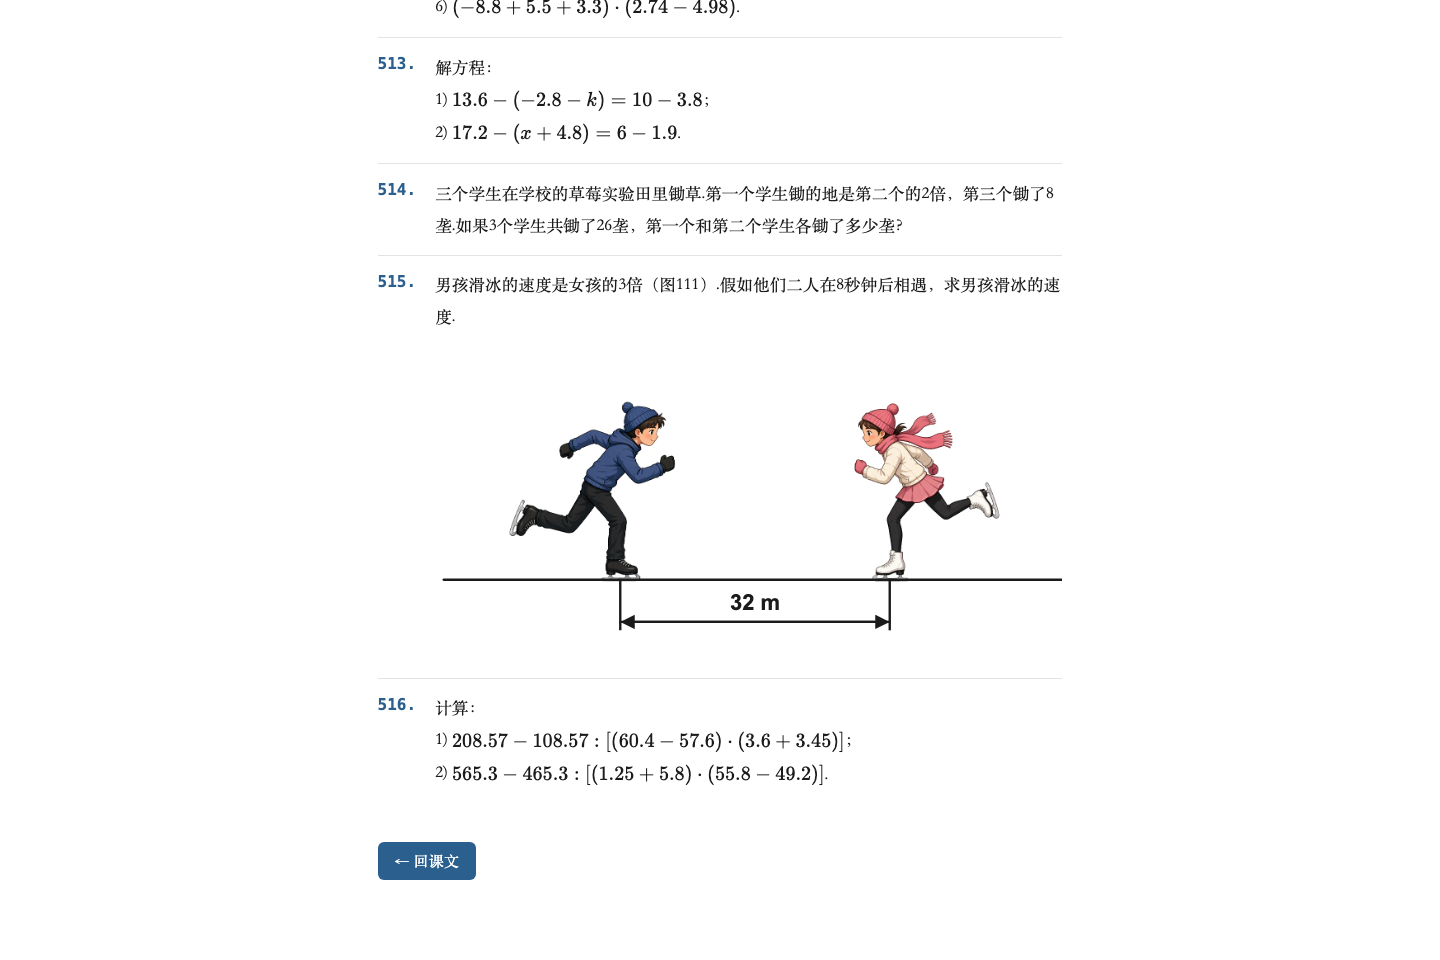 6) (−8.8 + 5.5 + 3.3) · (2.74 − 4.98).
513. 解方程：
1) 13.6 − (−2.8 − k) = 10 − 3.8；
2) 17.2 − (x + 4.8) = 6 − 1.9.
514. 三个学生在学校的草莓实验田里锄草.第一个学生锄的地是第二个的2倍，第三个锄了8
垄.如果3个学生共锄了26垄，第一个和第二个学生各锄了多少垄？
515. 男孩滑冰的速度是女孩的3倍（图111）.假如他们二人在8秒钟后相遇，求男孩滑冰的速
度.
32 m
516. 计算：
1) 208.57 − 108.57 : [(60.4 − 57.6) · (3.6 + 3.45)]；
2) 565.3 − 465.3 : [(1.25 + 5.8) · (55.8 − 49.2)].
← 回课文